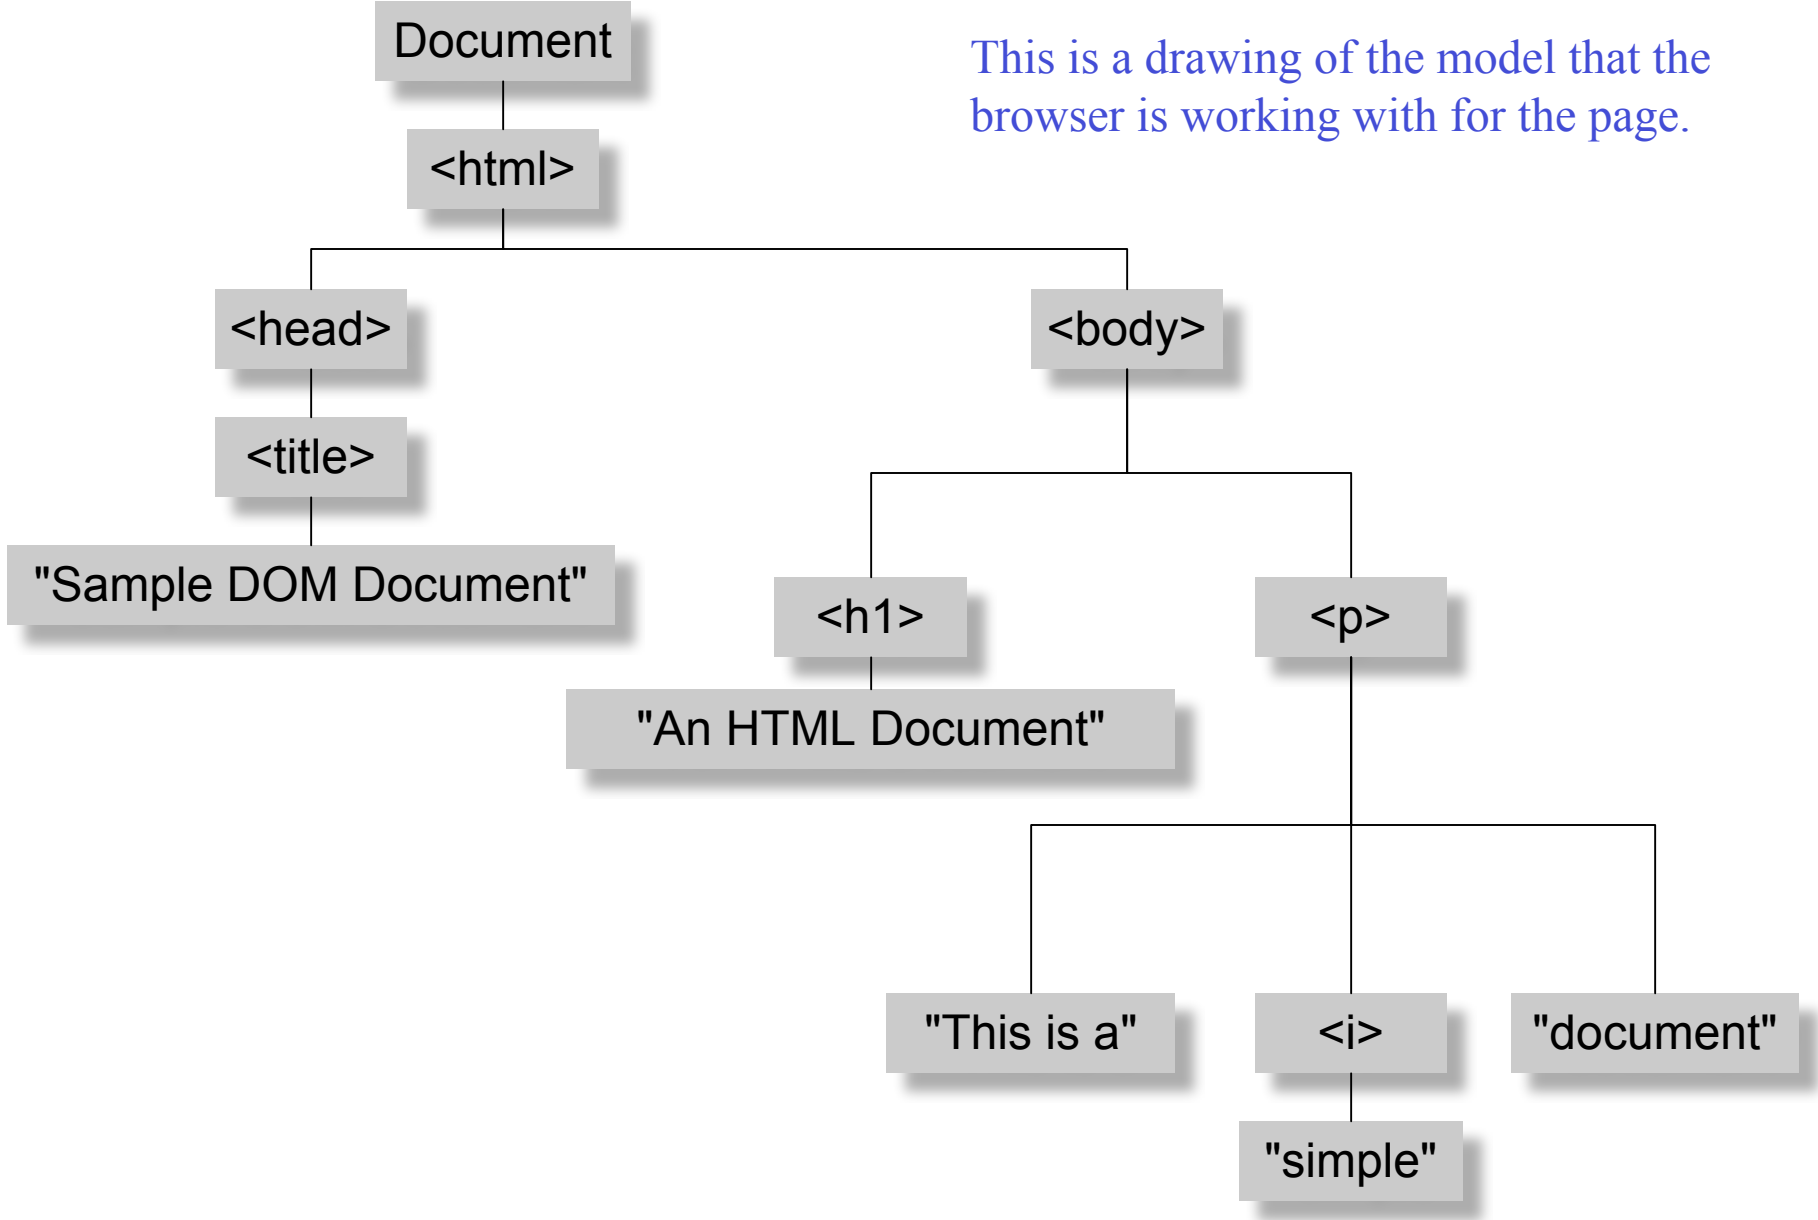 Document
This is a drawing of the model that the
browser is working with for the page.
<html>
<head>
<body>
<title>
"Sample DOM Document"
<h1>
<p>
"An HTML Document"
"This is a"
<i>
"document"
"simple"